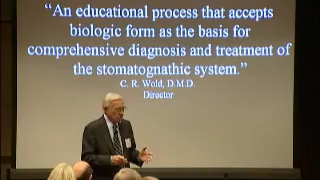 “An educational process that accepts
biologic form as the basis for
comprehensive diagnosis and treatment of
the stomatognathic system.”
C. R. Wold, D.M.D.
Director